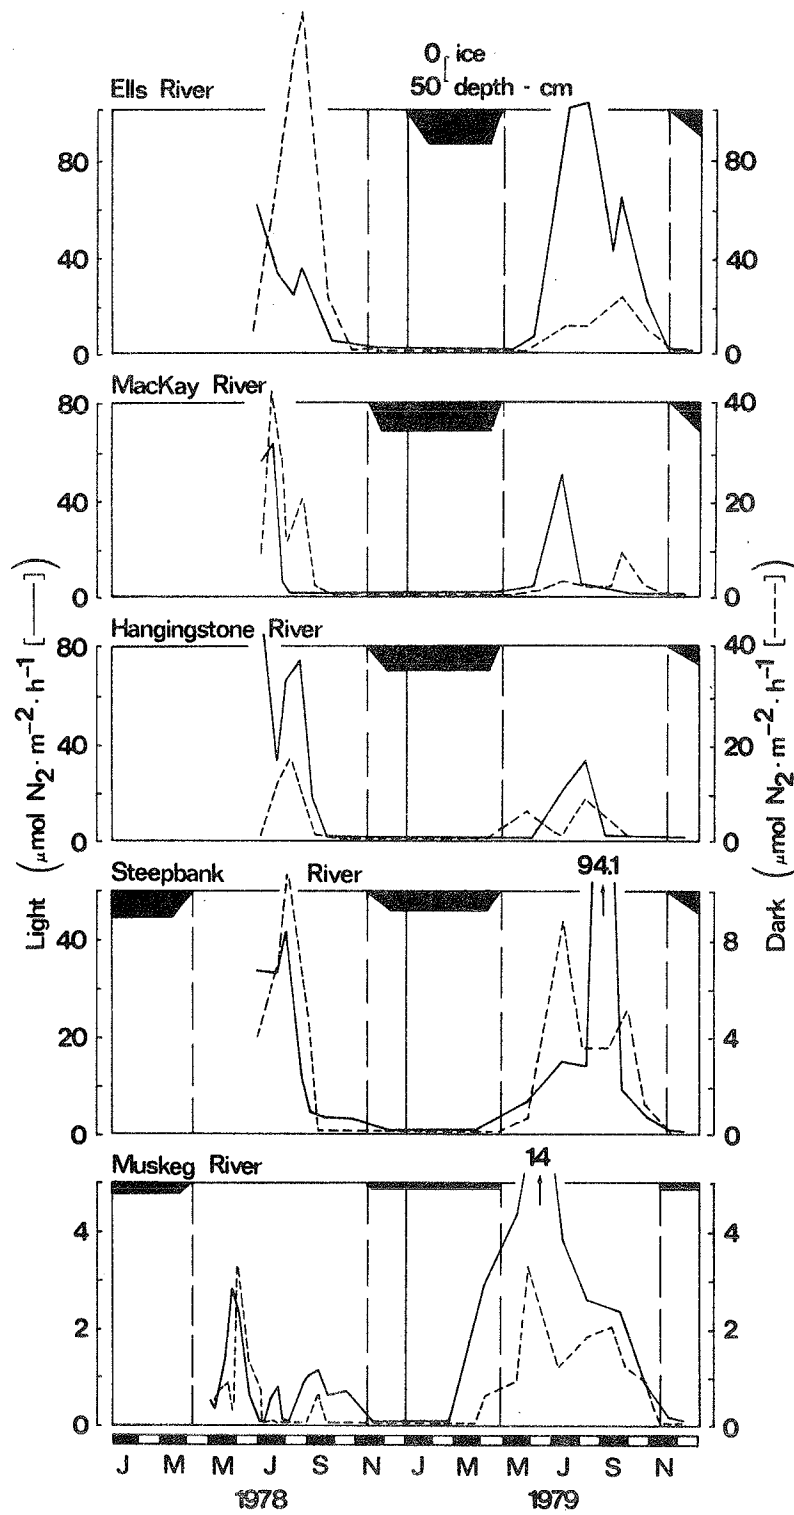 0 ice
50 depth - cm
Ells River
80 80
40 40
0 0
MacKay River
80 40
40 20
0 0
Hangingstone River
80 40
40 20
0 0
Steepbank River
94.1
40 8
20 4
0 0
Muskeg River
14
4 4
2 2
0 0
Light (μmol N₂·m⁻²·h⁻¹ [——])
Dark (μmol N₂·m⁻²·h⁻¹ [----])
J M M J S N J M M J S N
1978 1979